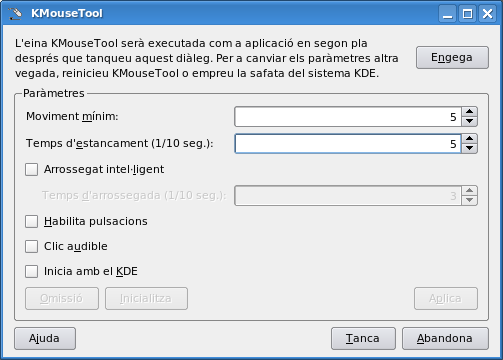 KMouseTool
L'eina KMouseTool serà executada com a aplicació en segon pla
després que tanqueu aquest diàleg. Per a canviar els paràmetres altra
vegada, reinicieu KMouseTool o empreu la safata del sistema KDE.
Engega
Paràmetres
Moviment mínim: 5
Temps d'estancament (1/10 seg.): 5
Arrossegat intel·ligent
Temps d'arrossegada (1/10 seg.): 3
Habilita pulsacions
Clic audible
Inicia amb el KDE
Omissió Inicialitza Aplica
Ajuda Tanca Abandona